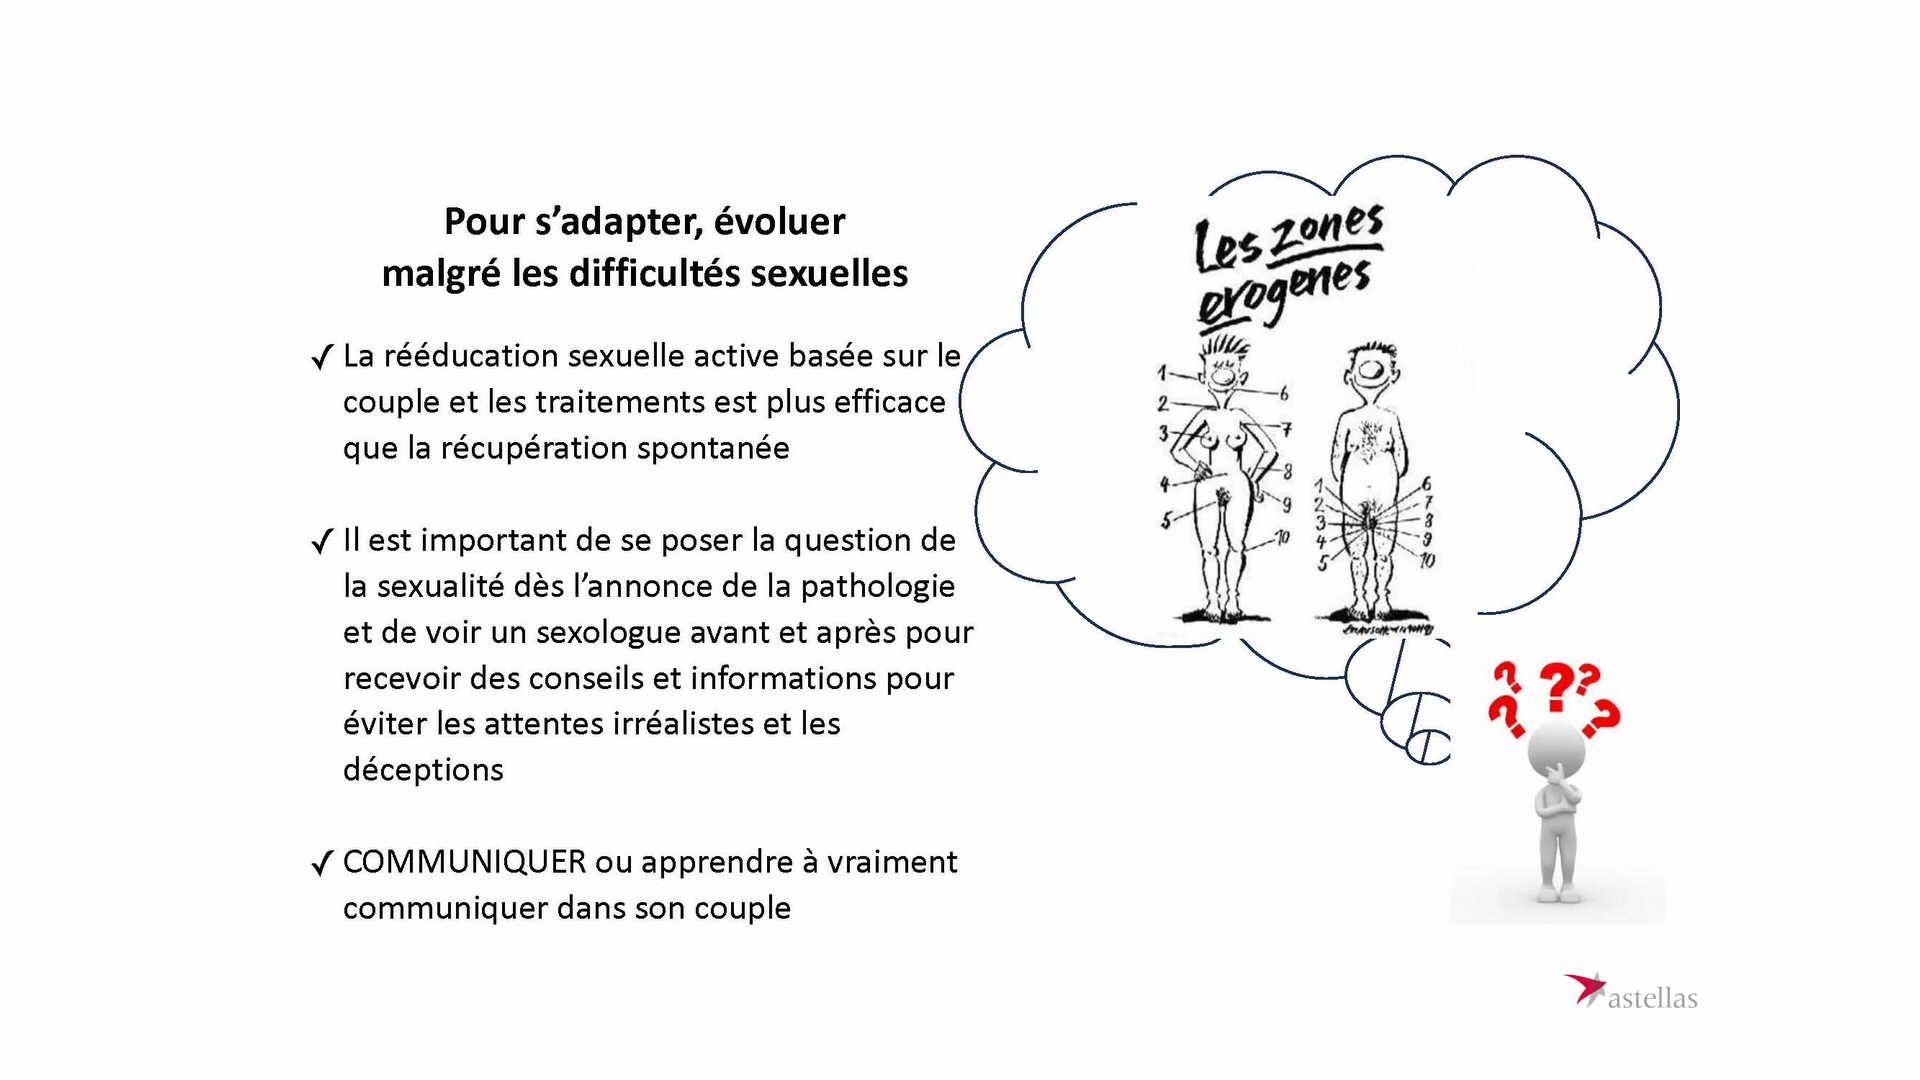 Pour s’adapter, évoluer
malgré les difficultés sexuelles
✓ La rééducation sexuelle active basée sur le
couple et les traitements est plus efficace
que la récupération spontanée
✓ Il est important de se poser la question de
la sexualité dès l’annonce de la pathologie
et de voir un sexologue avant et après pour
recevoir des conseils et informations pour
éviter les attentes irréalistes et les
déceptions
✓ COMMUNIQUER ou apprendre à vraiment
communiquer dans son couple
Les zones
erogenes
1
2
3
4
5
6
7
8
9
10
1
2
3
4
5
6
7
8
9
10
? ? ? ? ?
astellas